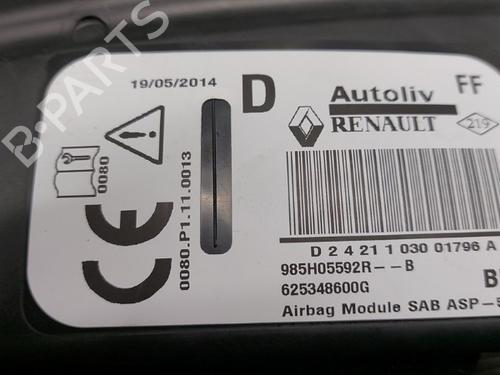 19/05/2014
D
Autoliv
FF
RENAULT
219
0080
0080.P1.11.0013
CE
D 2 4 21 1 030 01796 A
985H05592R--B
625348600G
B
Airbag Module SAB ASP-
B-PARTS